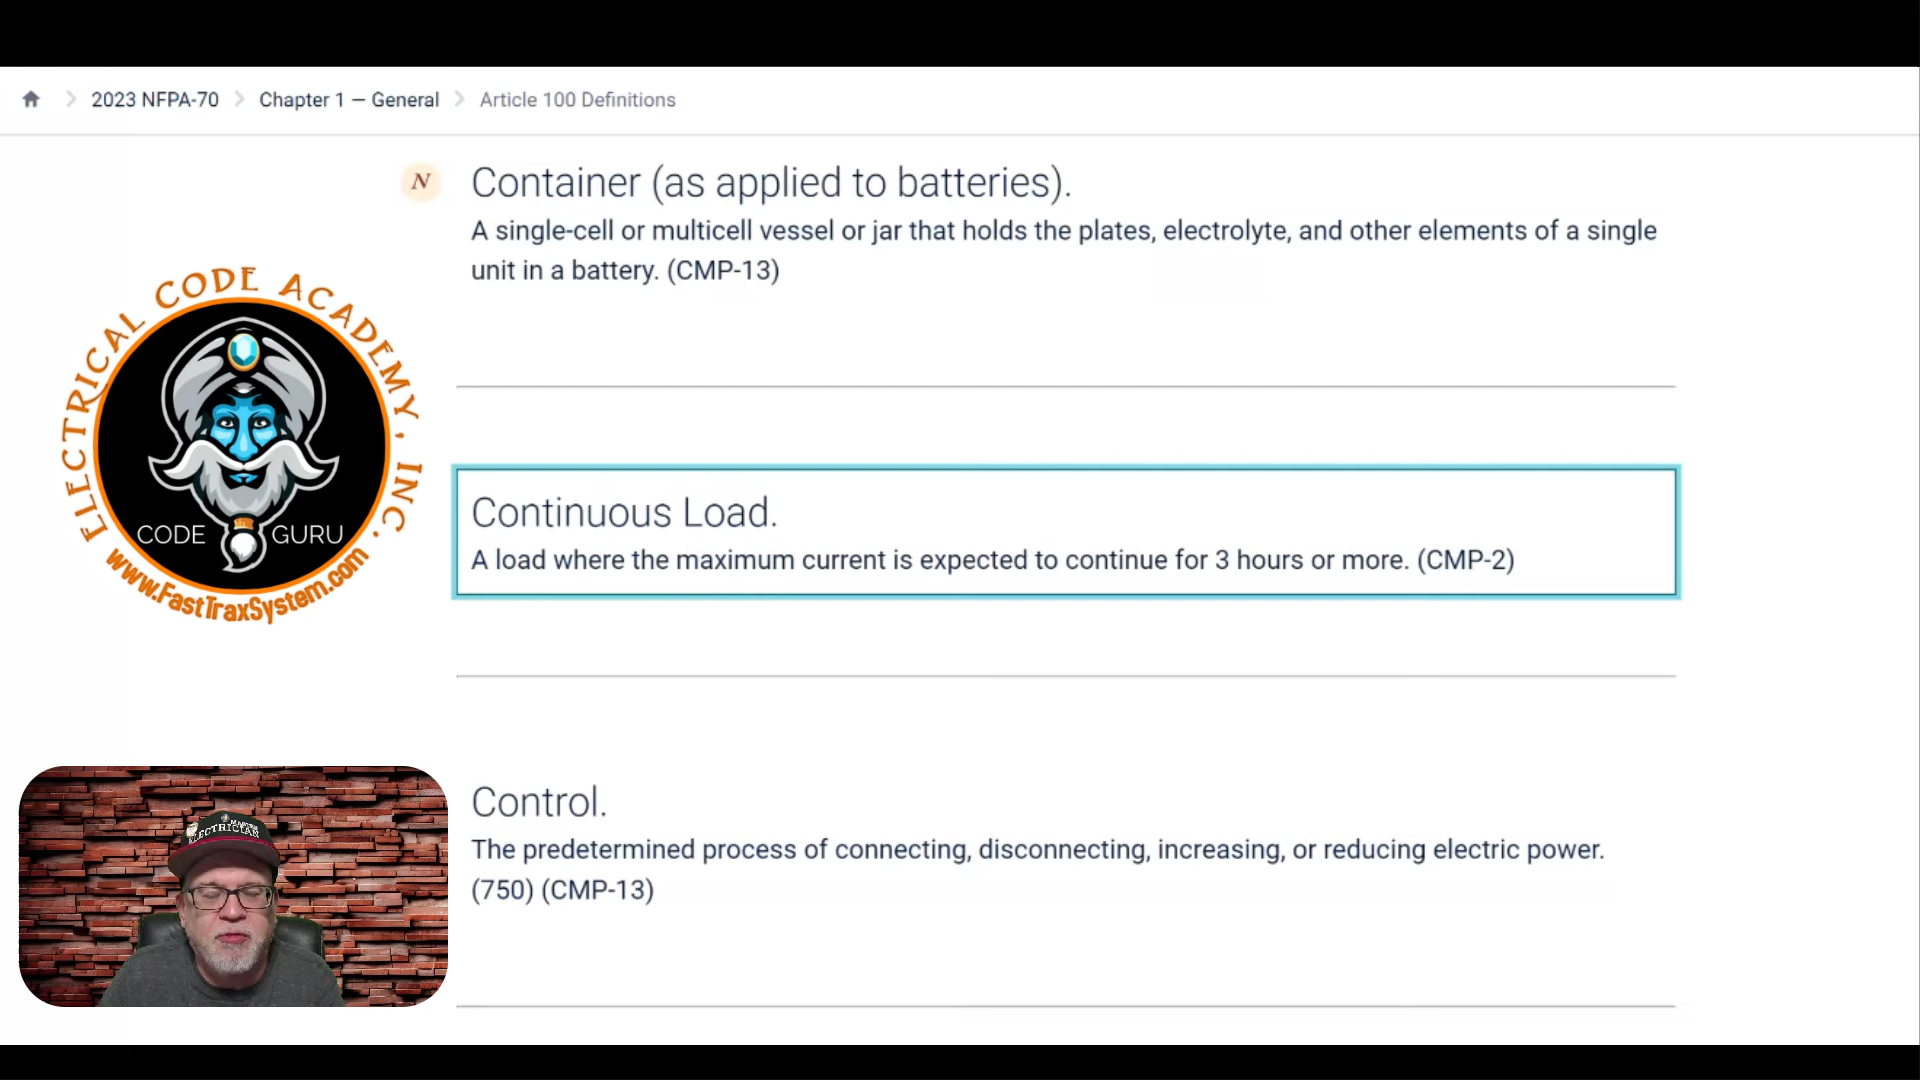 2023 NFPA-70 Chapter 1 — General Article 100 Definitions
N Container (as applied to batteries).
A single-cell or multicell vessel or jar that holds the plates, electrolyte, and other elements of a single
unit in a battery. (CMP-13)
ELECTRICAL CODE ACADEMY, INC.
CODE GURU
www.FastTraxSystem.com
Continuous Load.
A load where the maximum current is expected to continue for 3 hours or more. (CMP-2)
Control.
The predetermined process of connecting, disconnecting, increasing, or reducing electric power.
(750) (CMP-13)
MASTER
ELECTRICIAN